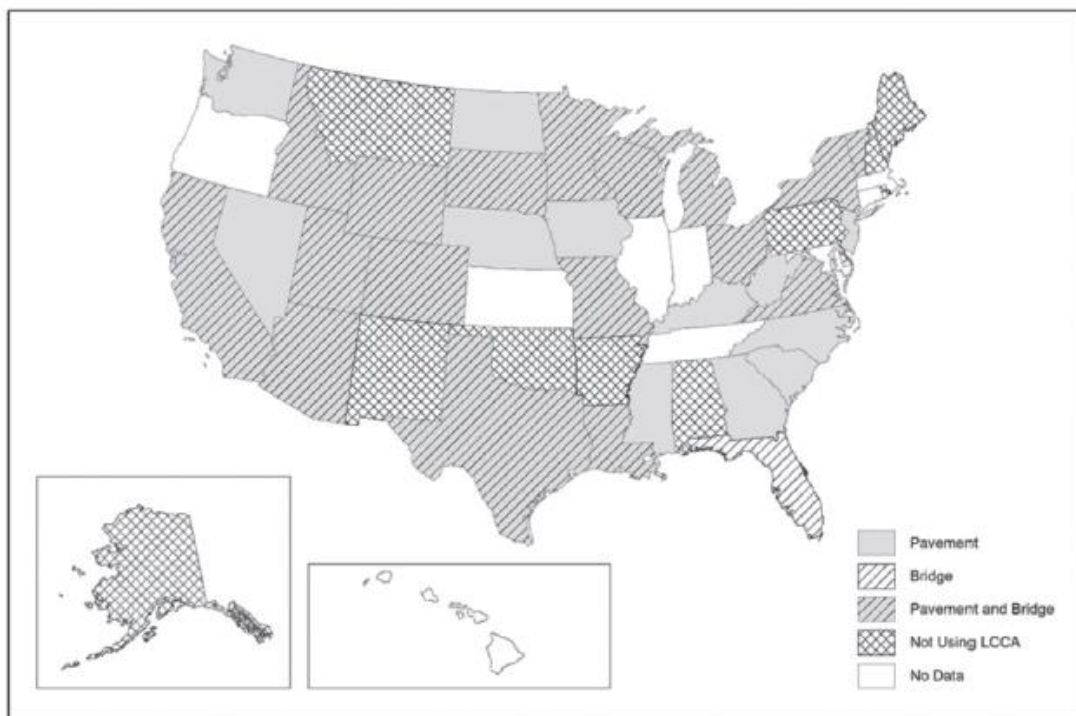 Pavement
Bridge
Pavement and Bridge
Not Using LCCA
No Data